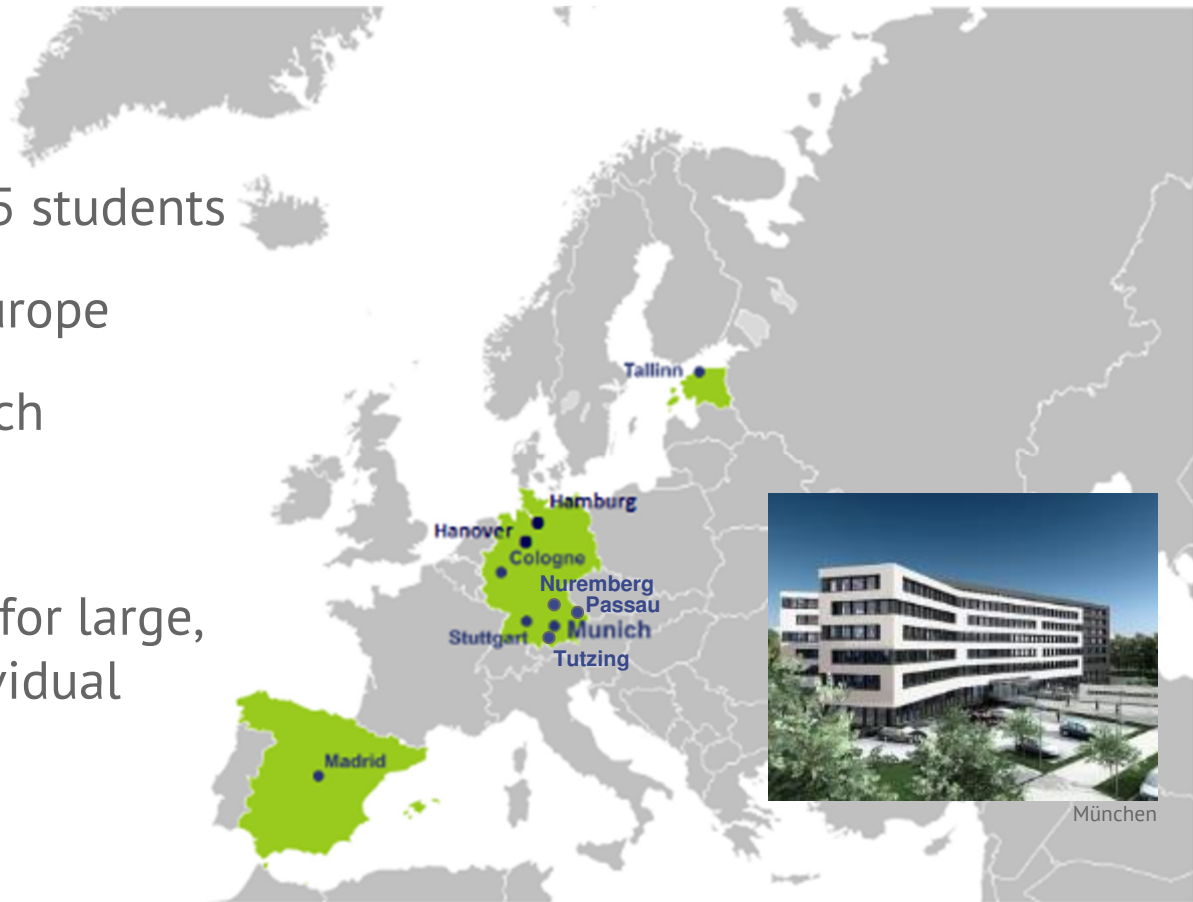 5 students
urope
ch
for large,
vidual
Tallinn
Hamburg
Hanover
Cologne
Nuremberg
Passau
Stuttgart
Munich
Tutzing
Madrid
München